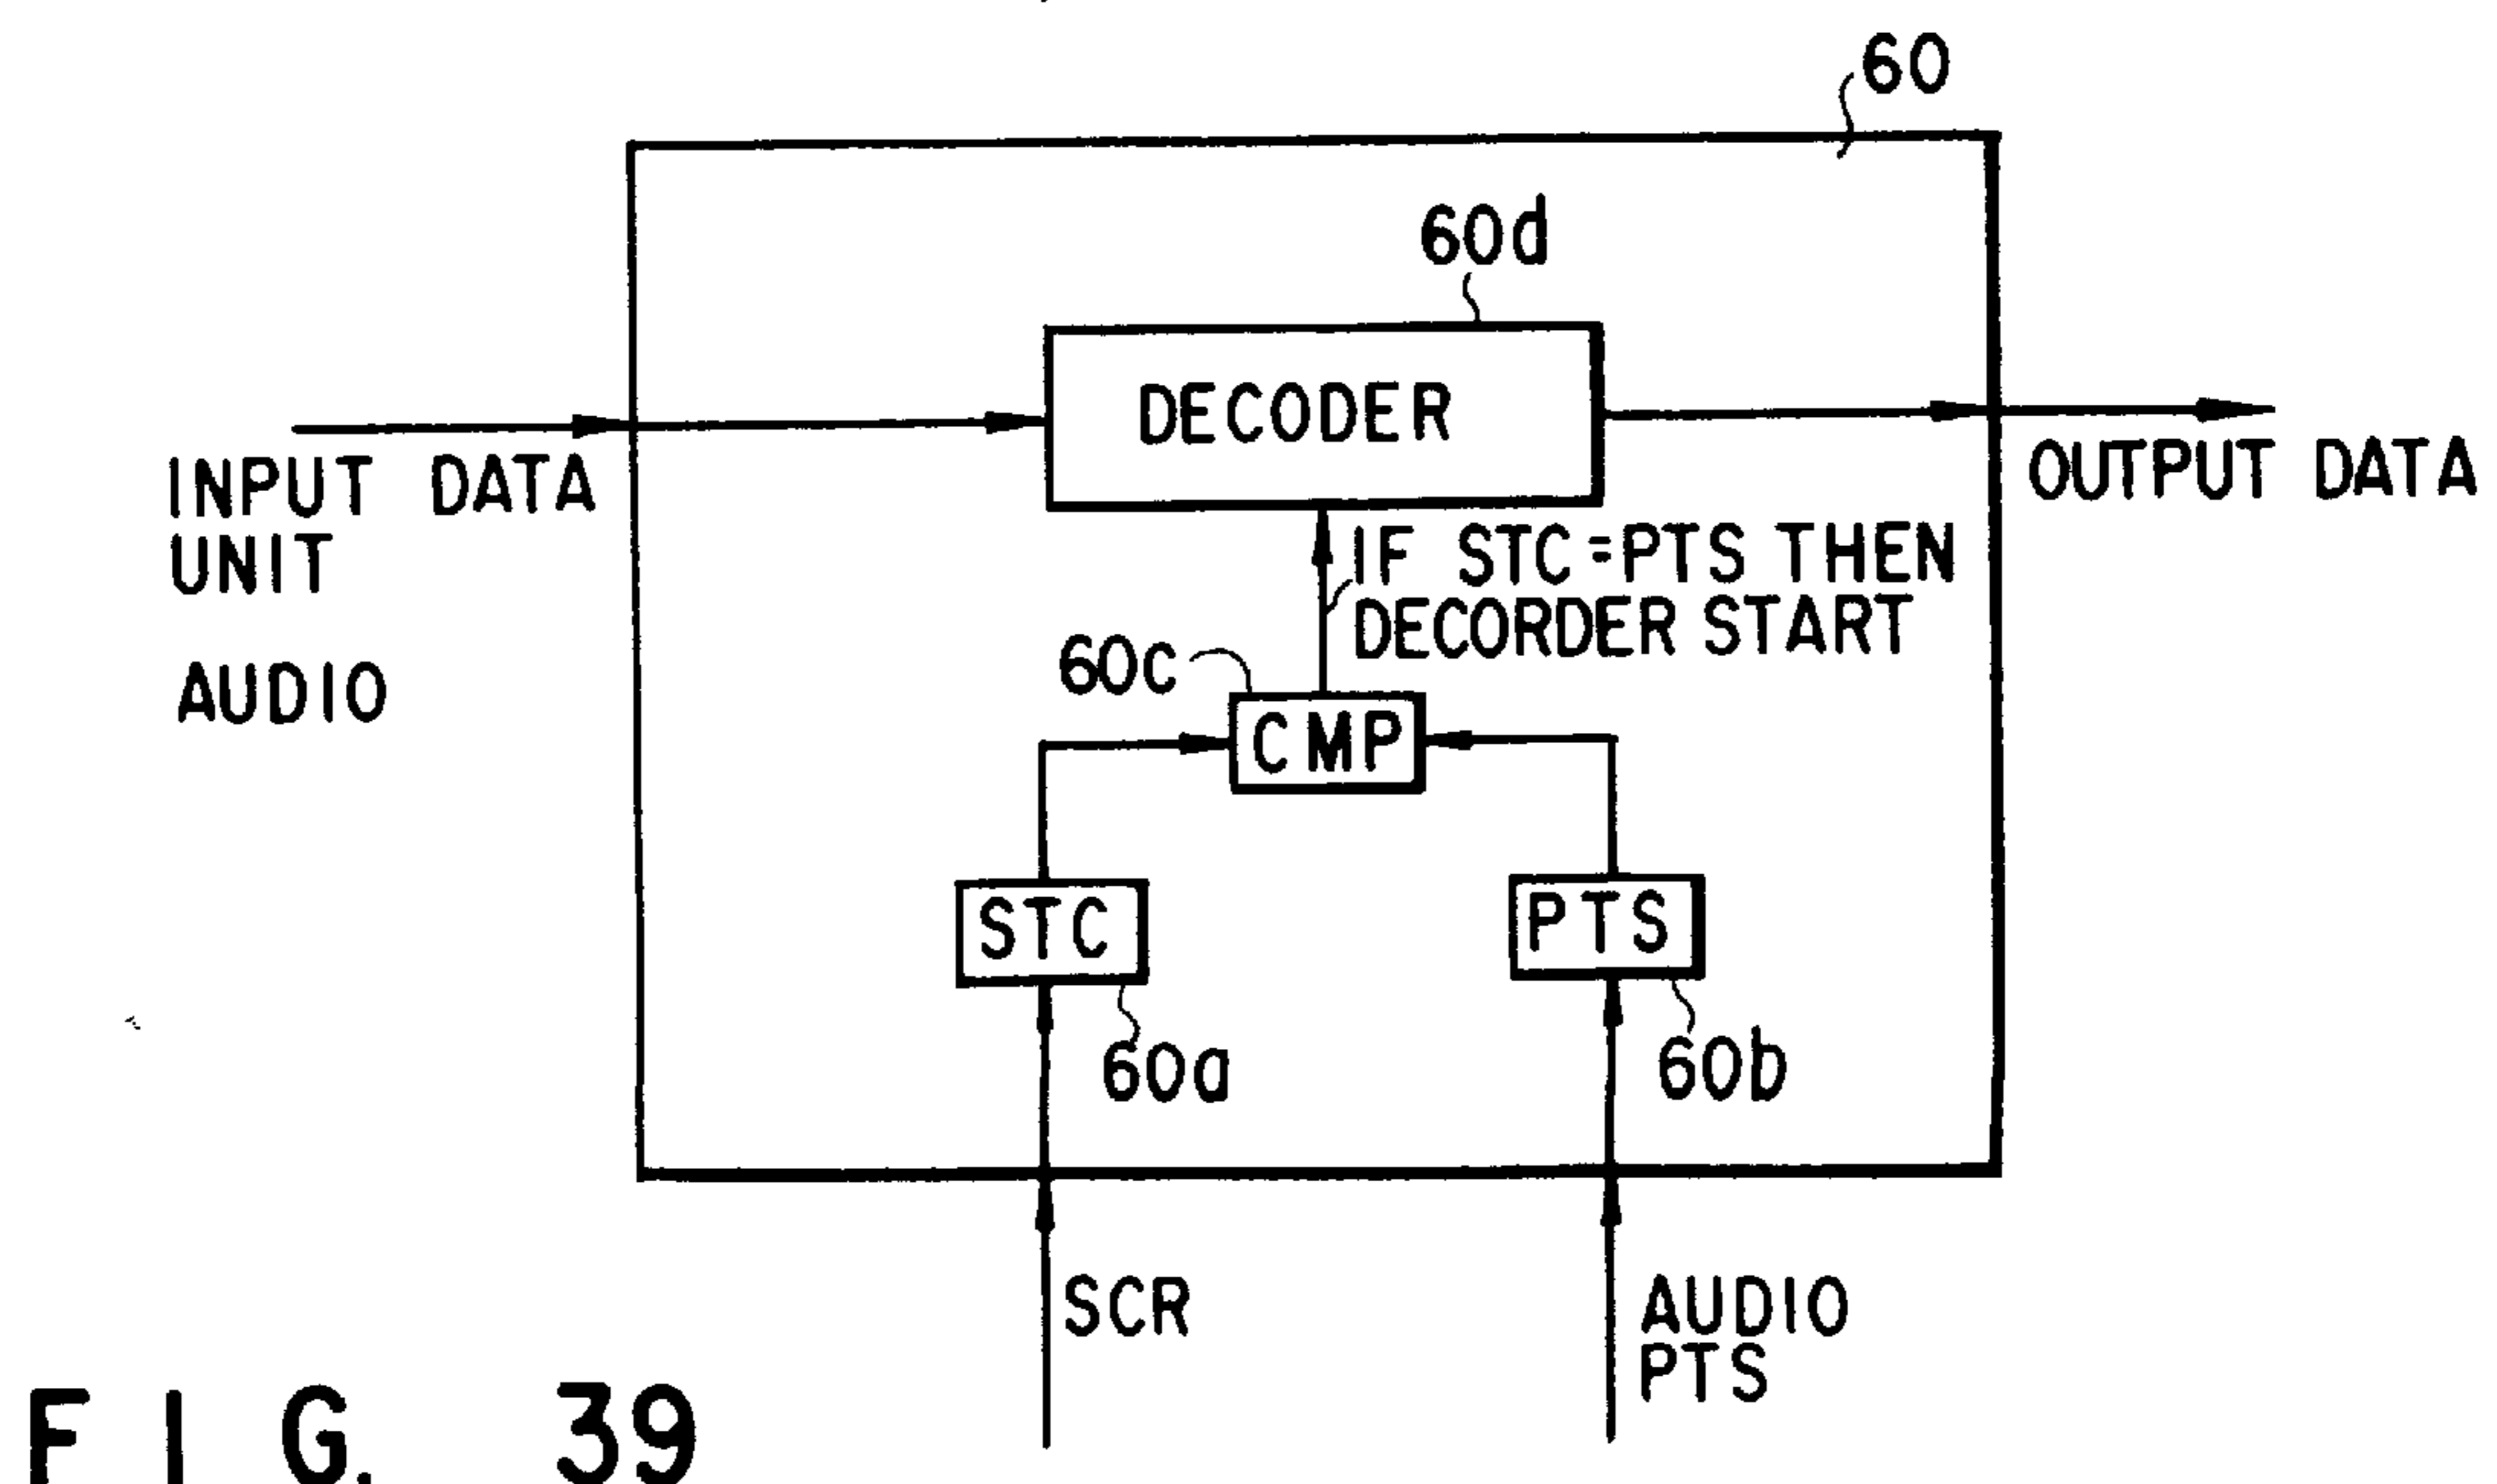 60
60d
DECODER
INPUT DATA
UNIT
AUDIO
OUTPUT DATA
IF STC=PTS THEN
DECORDER START
60c
CMP
STC
PTS
60a
60b
SCR
AUDIO
PTS
FIG. 39